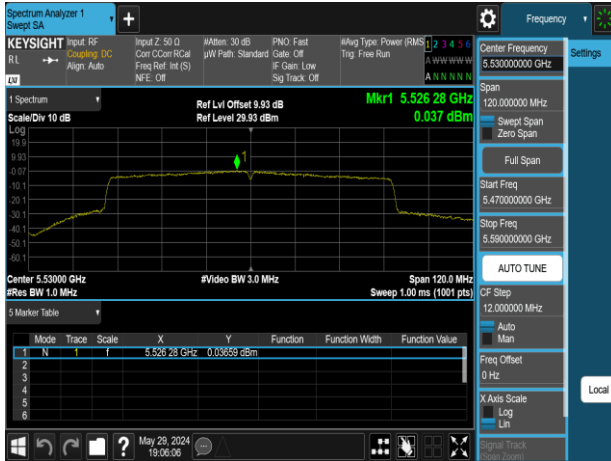 Spectrum Analyzer 1
Swept SA
+
Frequency
KEYSIGHT
RL
Input: RF
Coupling: DC
Align: Auto
Input Z: 50 Ω
Corr CCorr RCal
Freq Ref: Int (S)
NFE: Off
#Atten: 30 dB
µW Path: Standard
PNO: Fast
Gate: Off
IF Gain: Low
Sig Track: Off
#Avg Type: Power (RMS
Trig: Free Run
1 2 3 4 5 6
A W W W W W
A N N N N N
LXI
Center Frequency
5.530000000 GHz
Settings
Span
120.000000 MHz
Swept Span
Zero Span
Full Span
Start Freq
5.470000000 GHz
Stop Freq
5.590000000 GHz
AUTO TUNE
CF Step
12.000000 MHz
Auto
Man
Freq Offset
0 Hz
X Axis Scale
Log
Lin
Signal Track
(Span Zoom)
Local
1 Spectrum
Scale/Div 10 dB
Ref Lvl Offset 9.93 dB
Ref Level 29.93 dBm
Mkr1 5.526 28 GHz
0.037 dBm
Log
19.9
9.93
-0.07
-10.1
-20.1
-30.1
-40.1
-50.1
-60.1
1
Center 5.53000 GHz
#Res BW 1.0 MHz
#Video BW 3.0 MHz
Span 120.0 MHz
Sweep 1.00 ms (1001 pts)
5 Marker Table
Mode Trace Scale X Y Function Function Width Function Value
1 N 1 f 5.526 28 GHz 0.03659 dBm
2
3
4
5
6
?
May 29, 2024
19:06:06